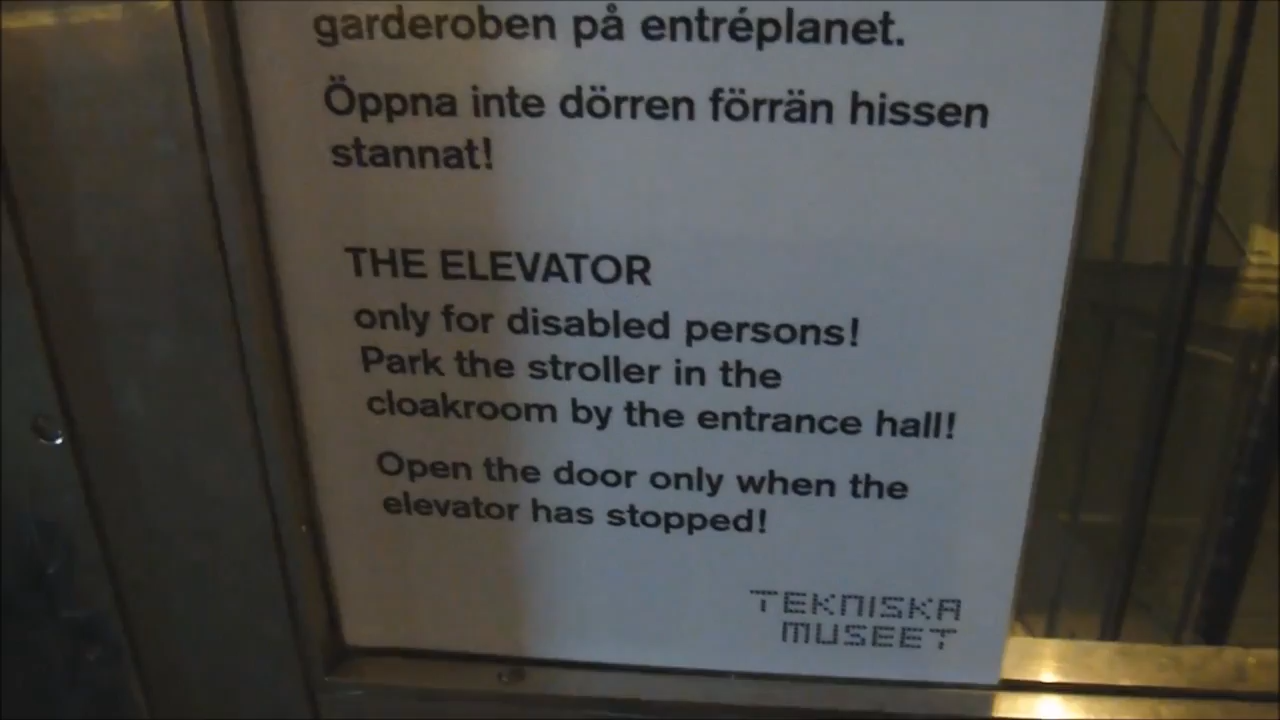 garderoben på entréplanet.
Öppna inte dörren förrän hissen
stannat!
THE ELEVATOR
only for disabled persons!
Park the stroller in the
cloakroom by the entrance hall!
Open the door only when the
elevator has stopped!
TEKNISKA
MUSEET